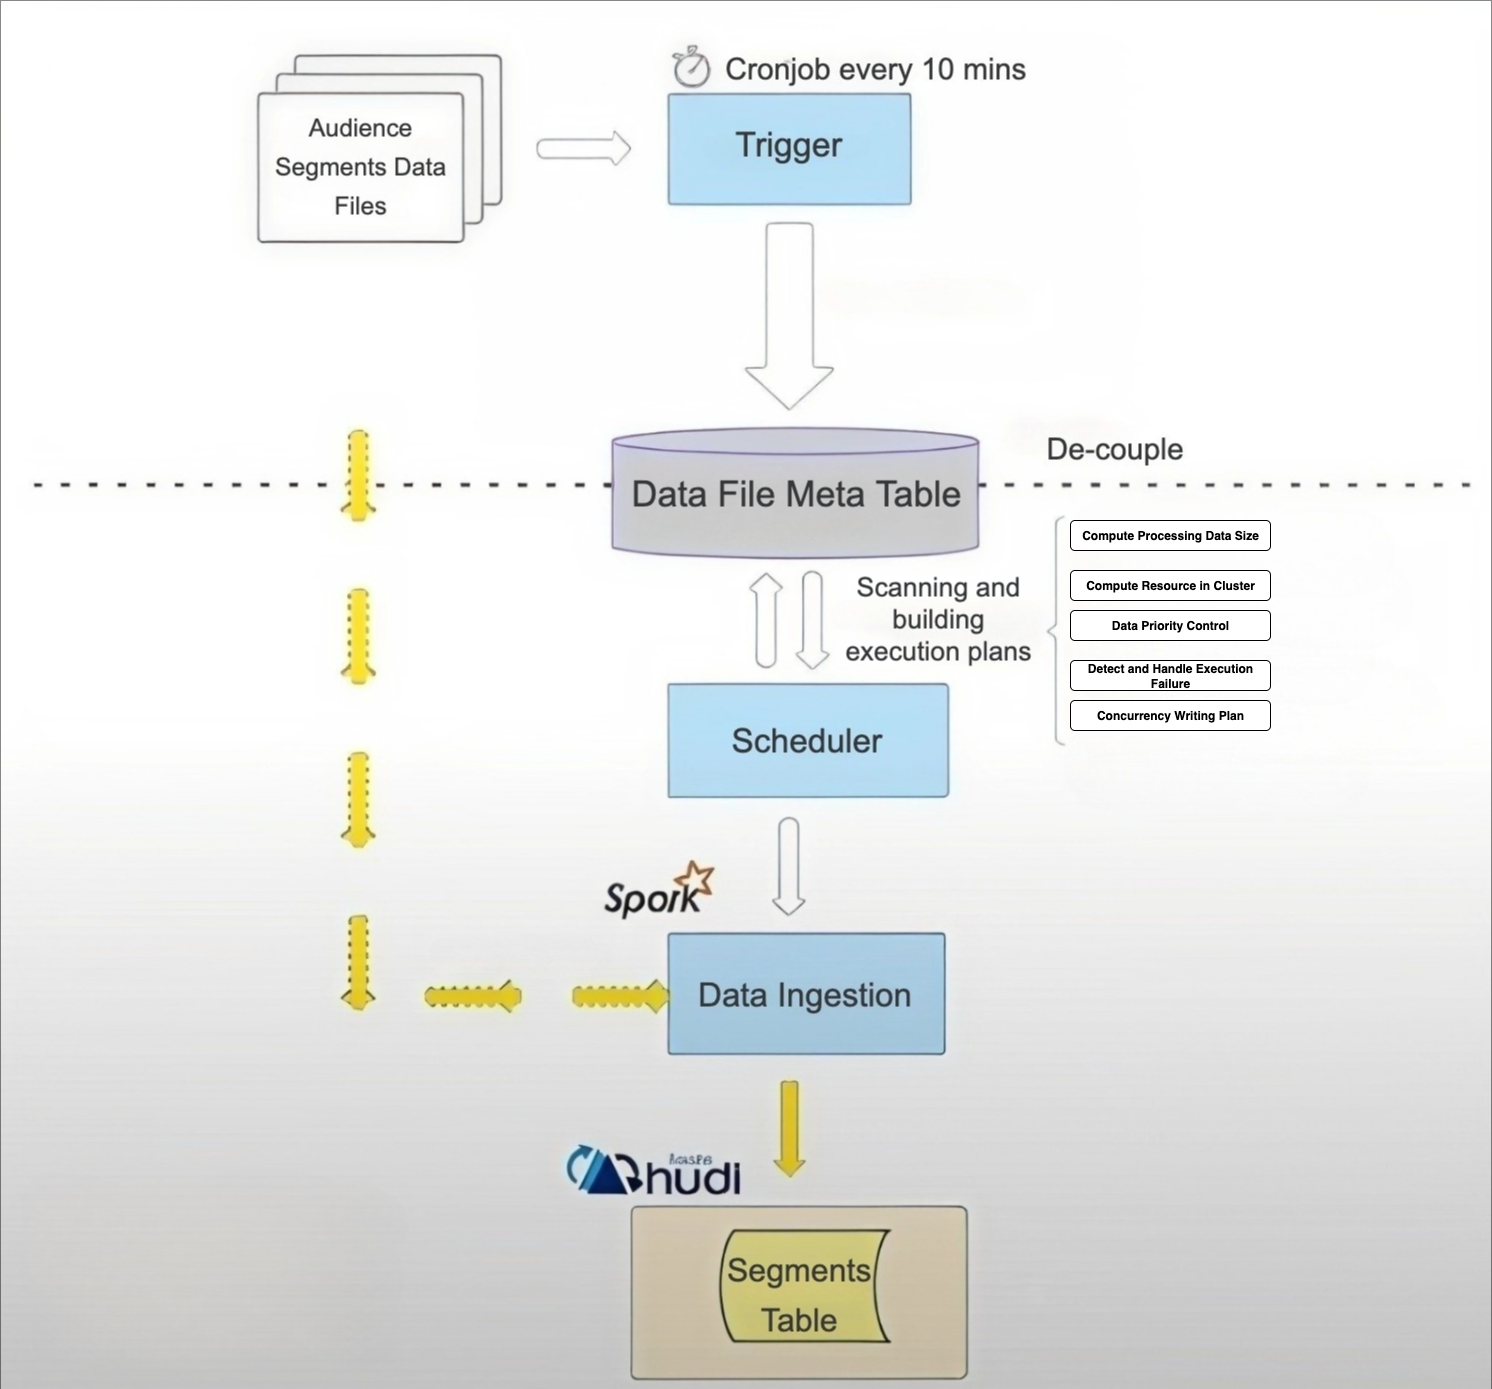 Cronjob every 10 mins
Audience
Segments Data
Files
Trigger
De-couple
Data File Meta Table
Scanning and
building
execution plans
Compute Processing Data Size
Compute Resource in Cluster
Data Priority Control
Detect and Handle Execution
Failure
Concurrency Writing Plan
Scheduler
Spork
Data Ingestion
hudi
Segments
Table